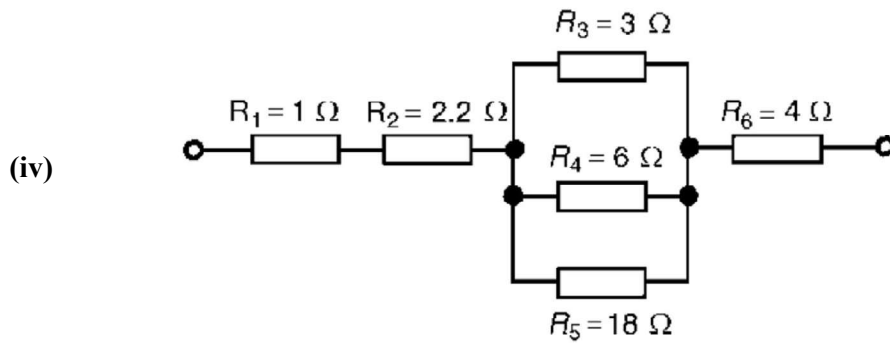 R₃ = 3 Ω
R₁ = 1 Ω R₂ = 2.2 Ω R₆ = 4 Ω
(iv) R₄ = 6 Ω
R₅ = 18 Ω